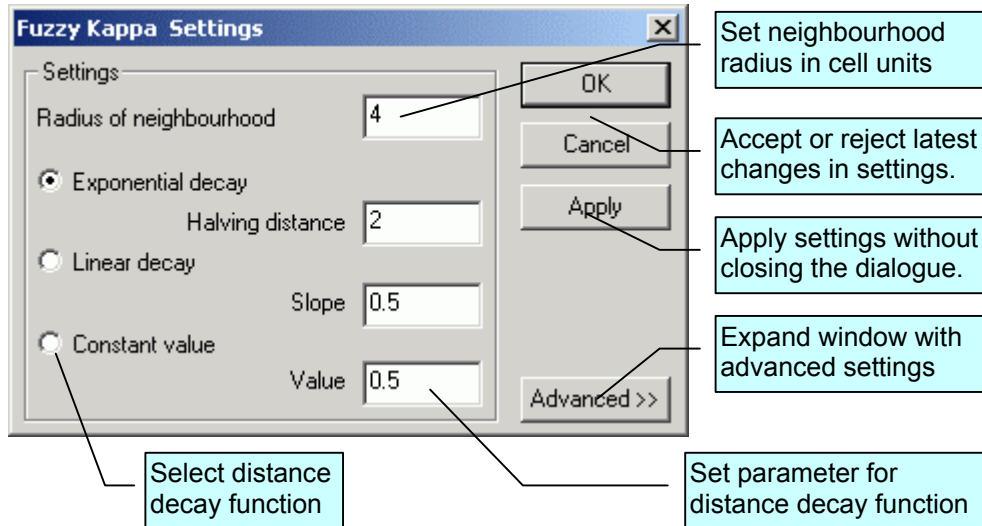 Fuzzy Kappa Settings
Settings
Radius of neighbourhood 4
Exponential decay
Halving distance 2
Linear decay
Slope 0.5
Constant value
Value 0.5
OK
Cancel
Apply
Advanced >>
Set neighbourhood
radius in cell units
Accept or reject latest
changes in settings.
Apply settings without
closing the dialogue.
Expand window with
advanced settings
Select distance
decay function
Set parameter for
distance decay function